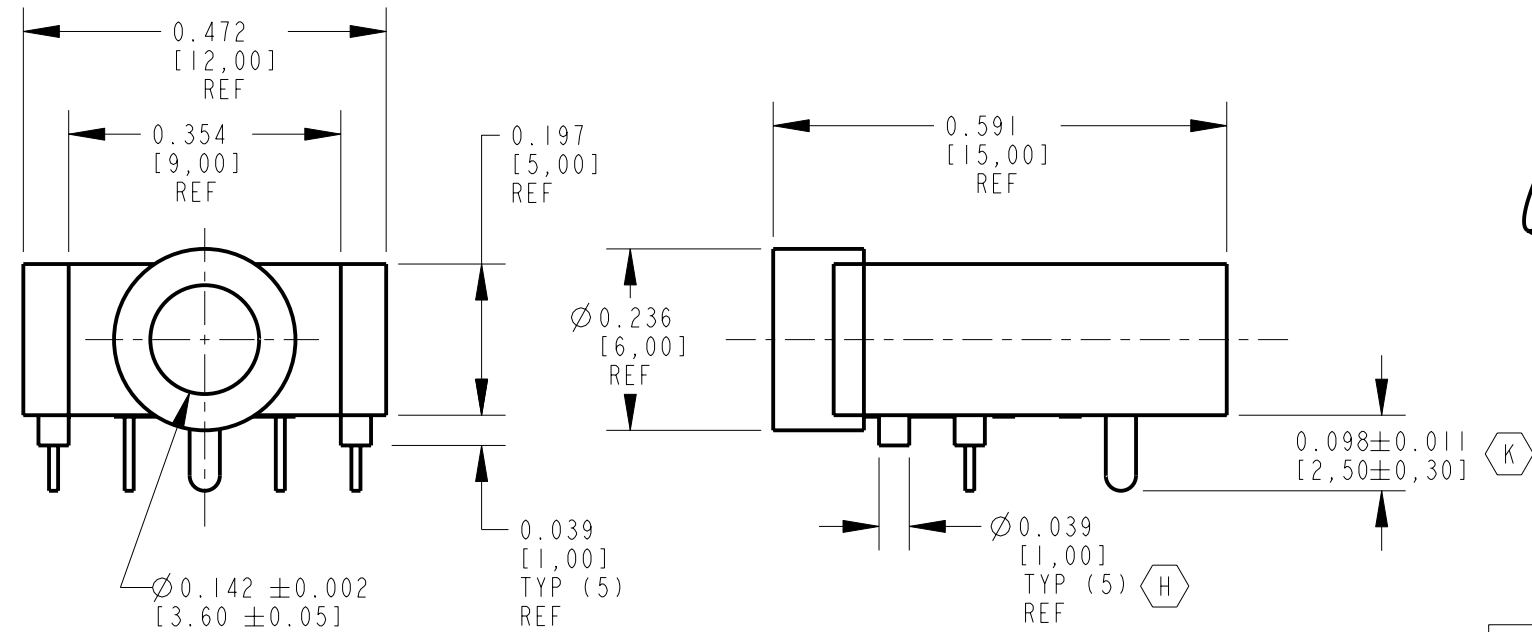 0.472
[12,00]
REF
0.354
[9,00]
REF
0.197
[5,00]
REF
0.591
[15,00]
REF
Ø0.236
[6,00]
REF
0.098±0.011
[2,50±0,30]
K
Ø0.142 ±0.002
[3.60 ±0.05]
0.039
[1,00]
TYP (5)
REF
Ø0.039
[1,00]
TYP (5)
H
REF